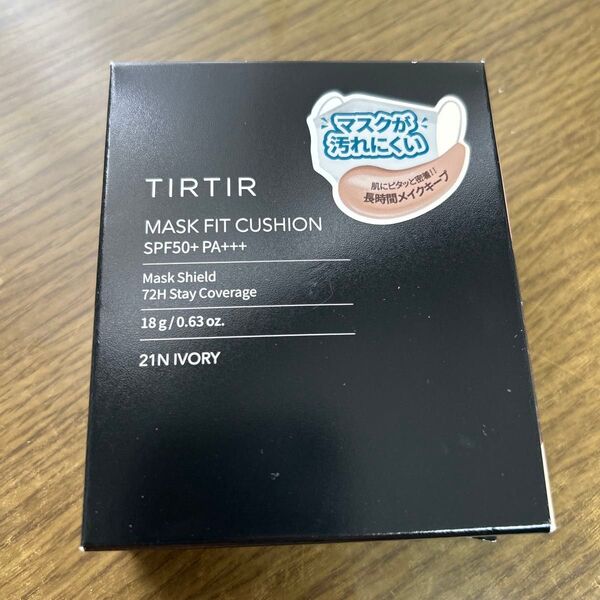 マスクが
汚れにくい
肌にピタッと密着!!
長時間メイクキープ
TIRTIR
MASK FIT CUSHION
SPF50+ PA+++
Mask Shield
72H Stay Coverage
18 g / 0.63 oz.
21N IVORY